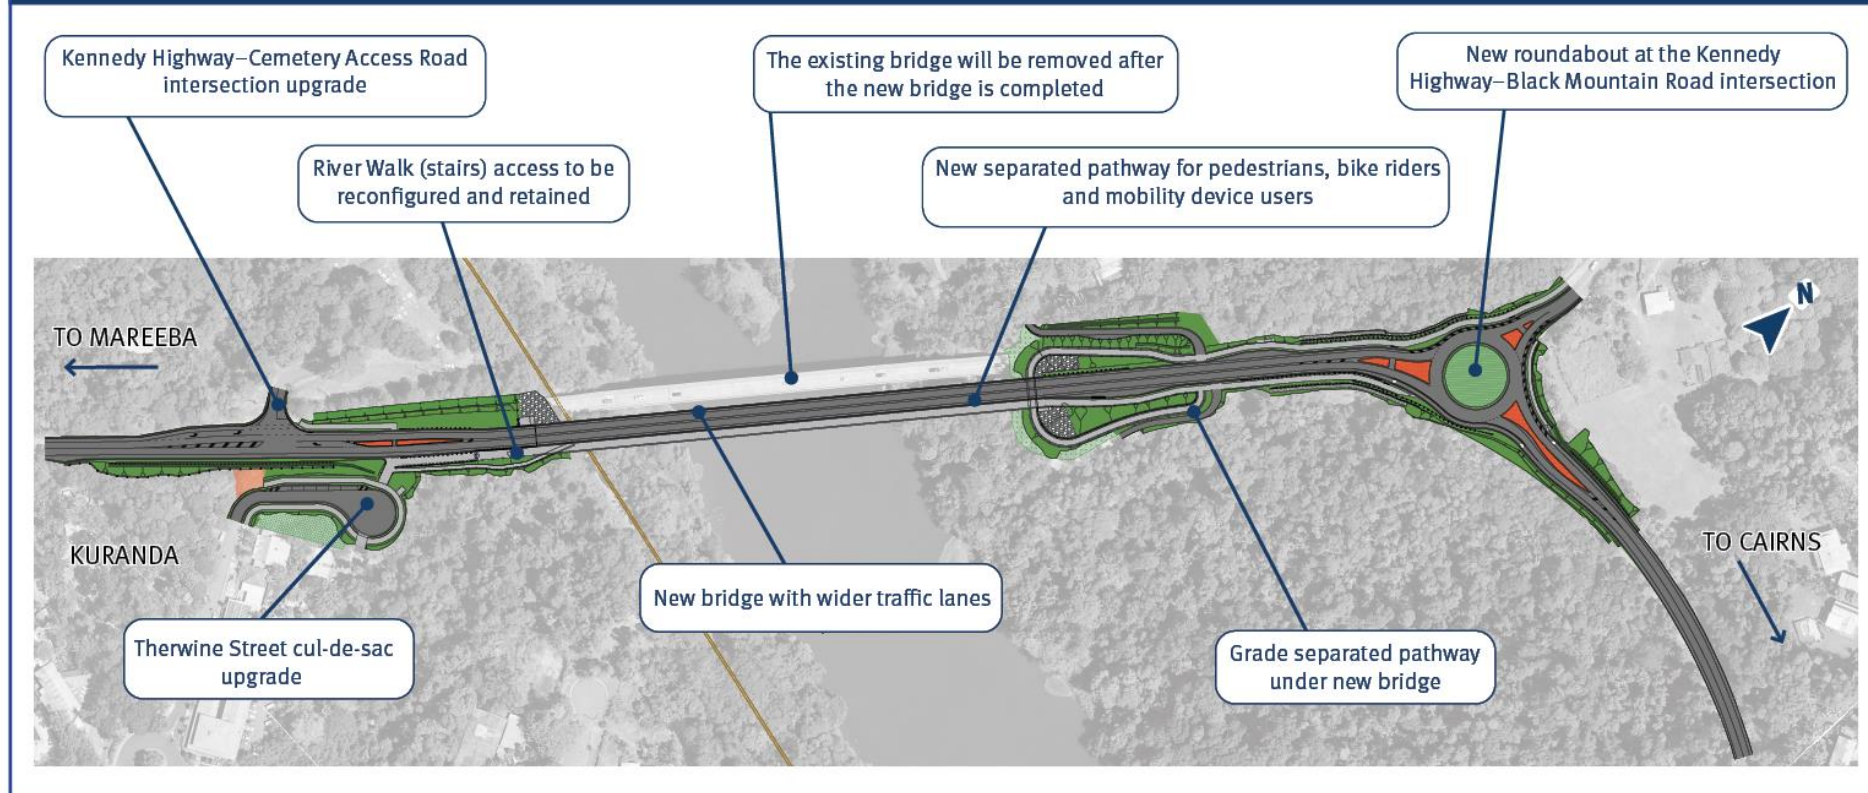 Kennedy Highway–Cemetery Access Road
intersection upgrade
The existing bridge will be removed after
the new bridge is completed
New roundabout at the Kennedy
Highway–Black Mountain Road intersection
River Walk (stairs) access to be
reconfigured and retained
New separated pathway for pedestrians, bike riders
and mobility device users
N
TO MAREEBA
KURANDA
TO CAIRNS
New bridge with wider traffic lanes
Therwine Street cul-de-sac
upgrade
Grade separated pathway
under new bridge